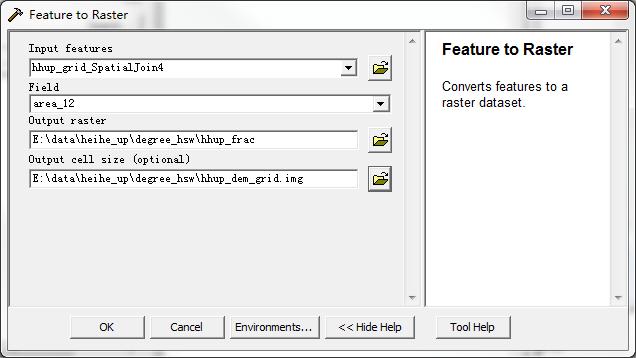 Feature to Raster
Input features
hhup_grid_SpatialJoin4
Field
area_12
Output raster
E:\data\heihe_up\degree_hsw\hhup_frac
Output cell size (optional)
E:\data\heihe_up\degree_hsw\hhup_dem_grid.img
Feature to Raster
Converts features to a
raster dataset.
OK
Cancel
Environments...
<< Hide Help
Tool Help